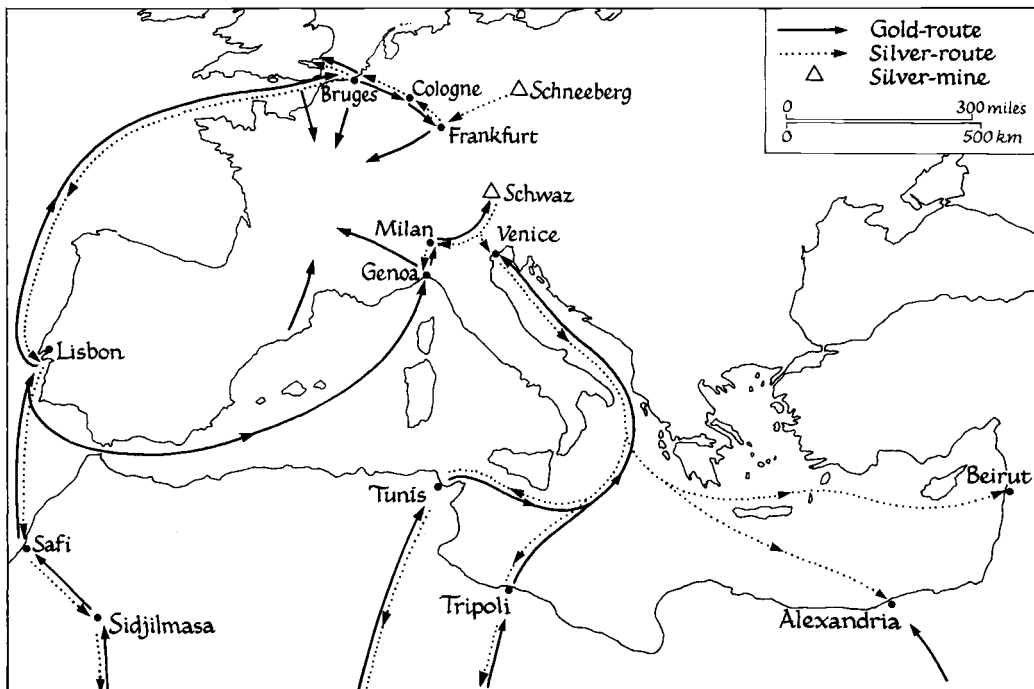 Gold-route
Silver-route
Silver-mine
0 300 miles
0 500 km
Bruges
Cologne
Schneeberg
Frankfurt
Schwaz
Milan
Venice
Genoa
Lisbon
Tunis
Beirut
Safi
Tripoli
Alexandria
Sidjilmasa